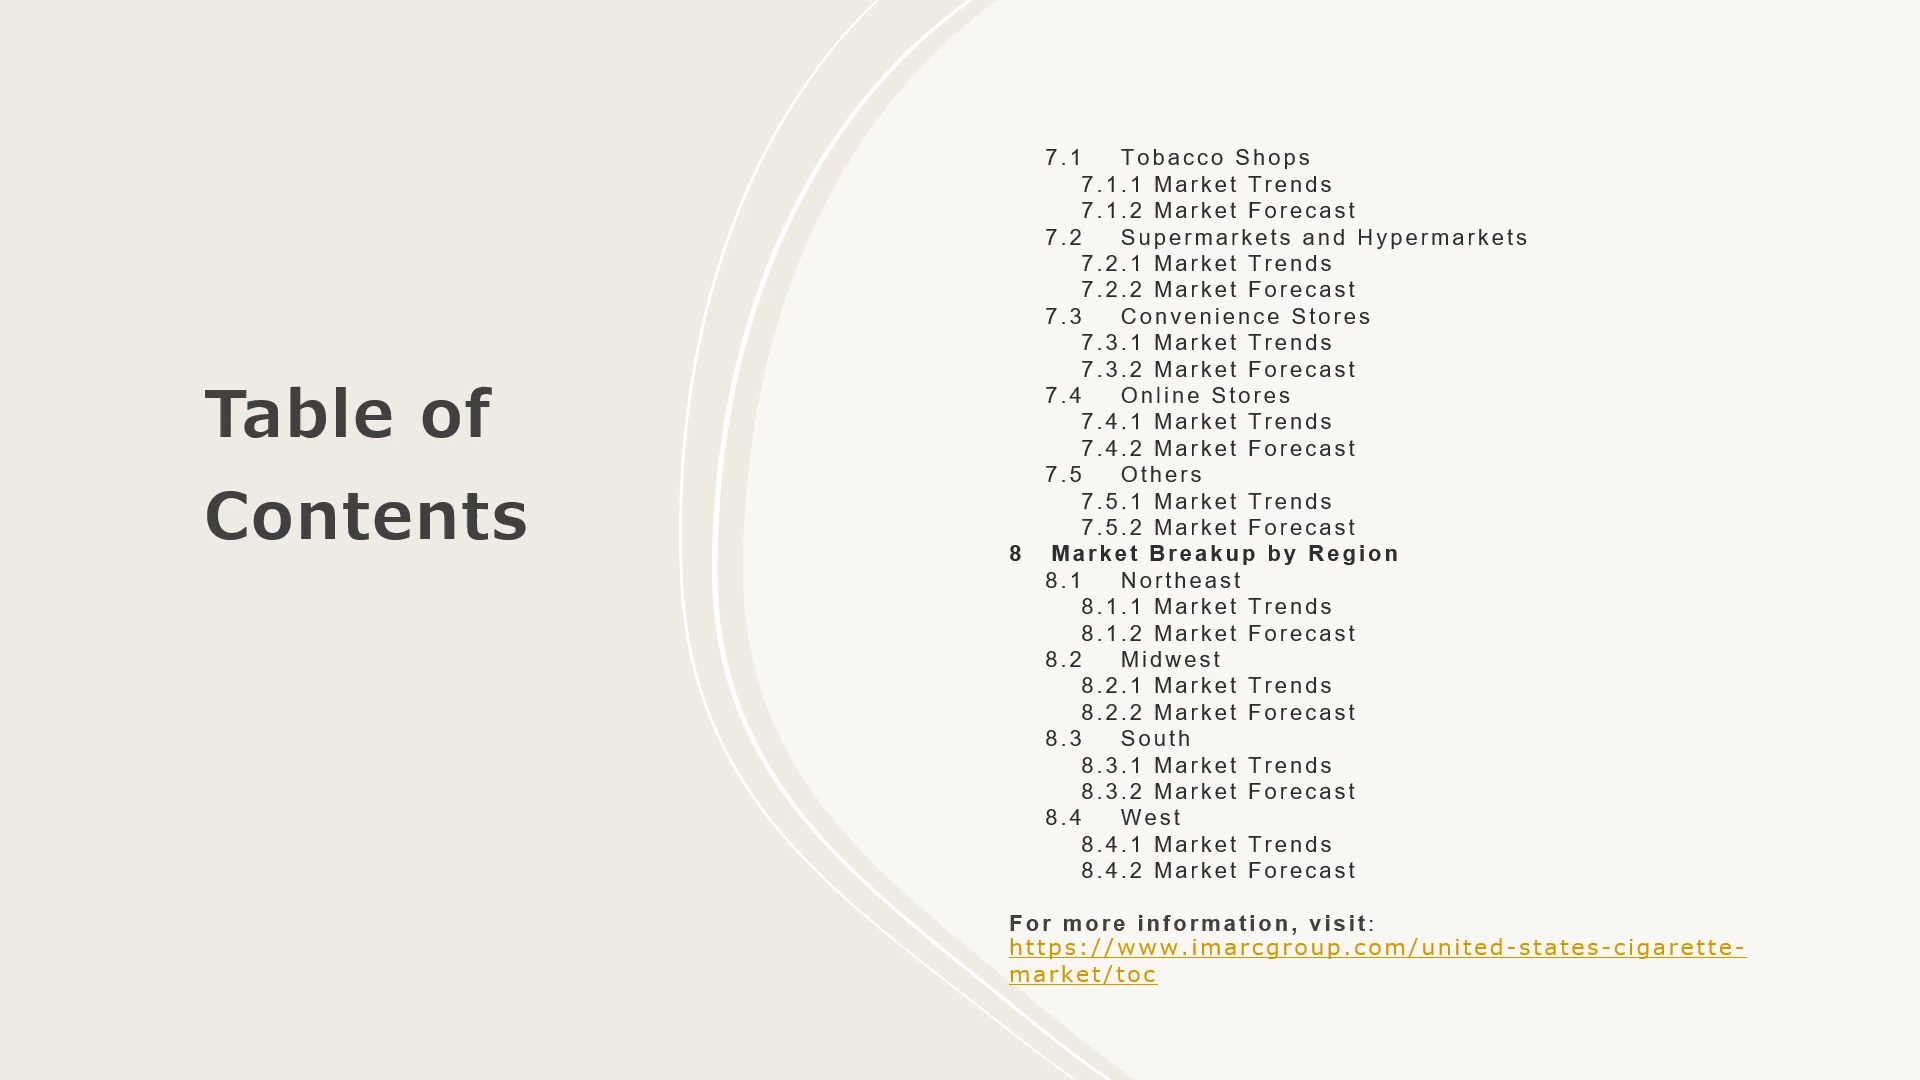 Table of
Contents
7.1 Tobacco Shops
7.1.1 Market Trends
7.1.2 Market Forecast
7.2 Supermarkets and Hypermarkets
7.2.1 Market Trends
7.2.2 Market Forecast
7.3 Convenience Stores
7.3.1 Market Trends
7.3.2 Market Forecast
7.4 Online Stores
7.4.1 Market Trends
7.4.2 Market Forecast
7.5 Others
7.5.1 Market Trends
7.5.2 Market Forecast
8 Market Breakup by Region
8.1 Northeast
8.1.1 Market Trends
8.1.2 Market Forecast
8.2 Midwest
8.2.1 Market Trends
8.2.2 Market Forecast
8.3 South
8.3.1 Market Trends
8.3.2 Market Forecast
8.4 West
8.4.1 Market Trends
8.4.2 Market Forecast
For more information, visit:
https://www.imarcgroup.com/united-states-cigarette-
market/toc